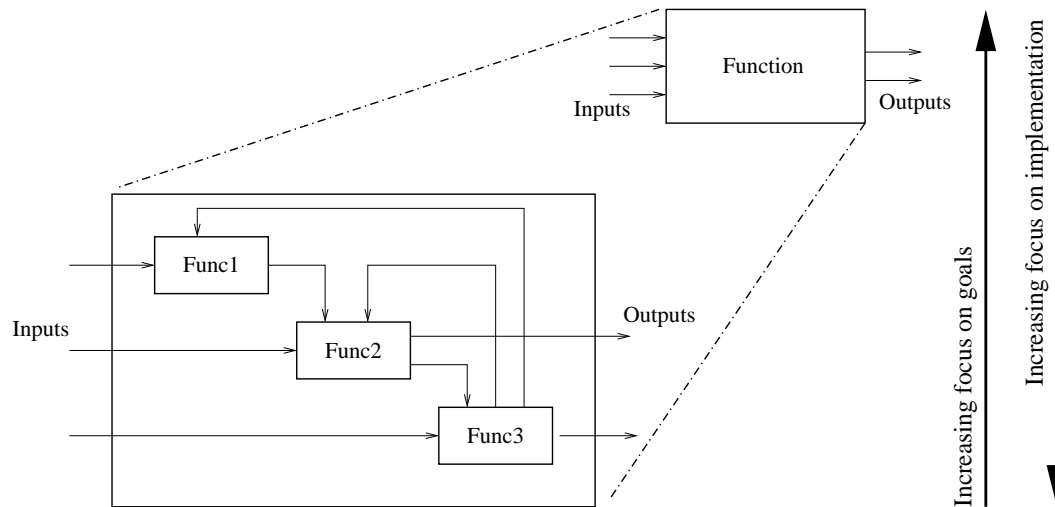 Function
Inputs
Outputs
Func1
Inputs
Func2
Outputs
Func3
Increasing focus on goals
Increasing focus on implementation